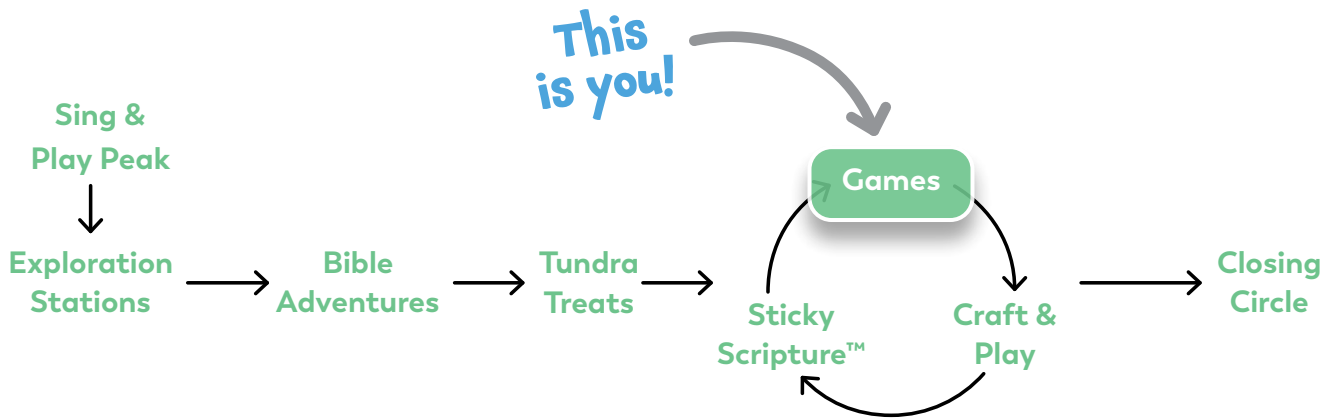 This
is you!
Sing &
Play Peak
Games
Exploration
Stations
Bible
Adventures
Tundra
Treats
Sticky
Scripture™
Craft &
Play
Closing
Circle